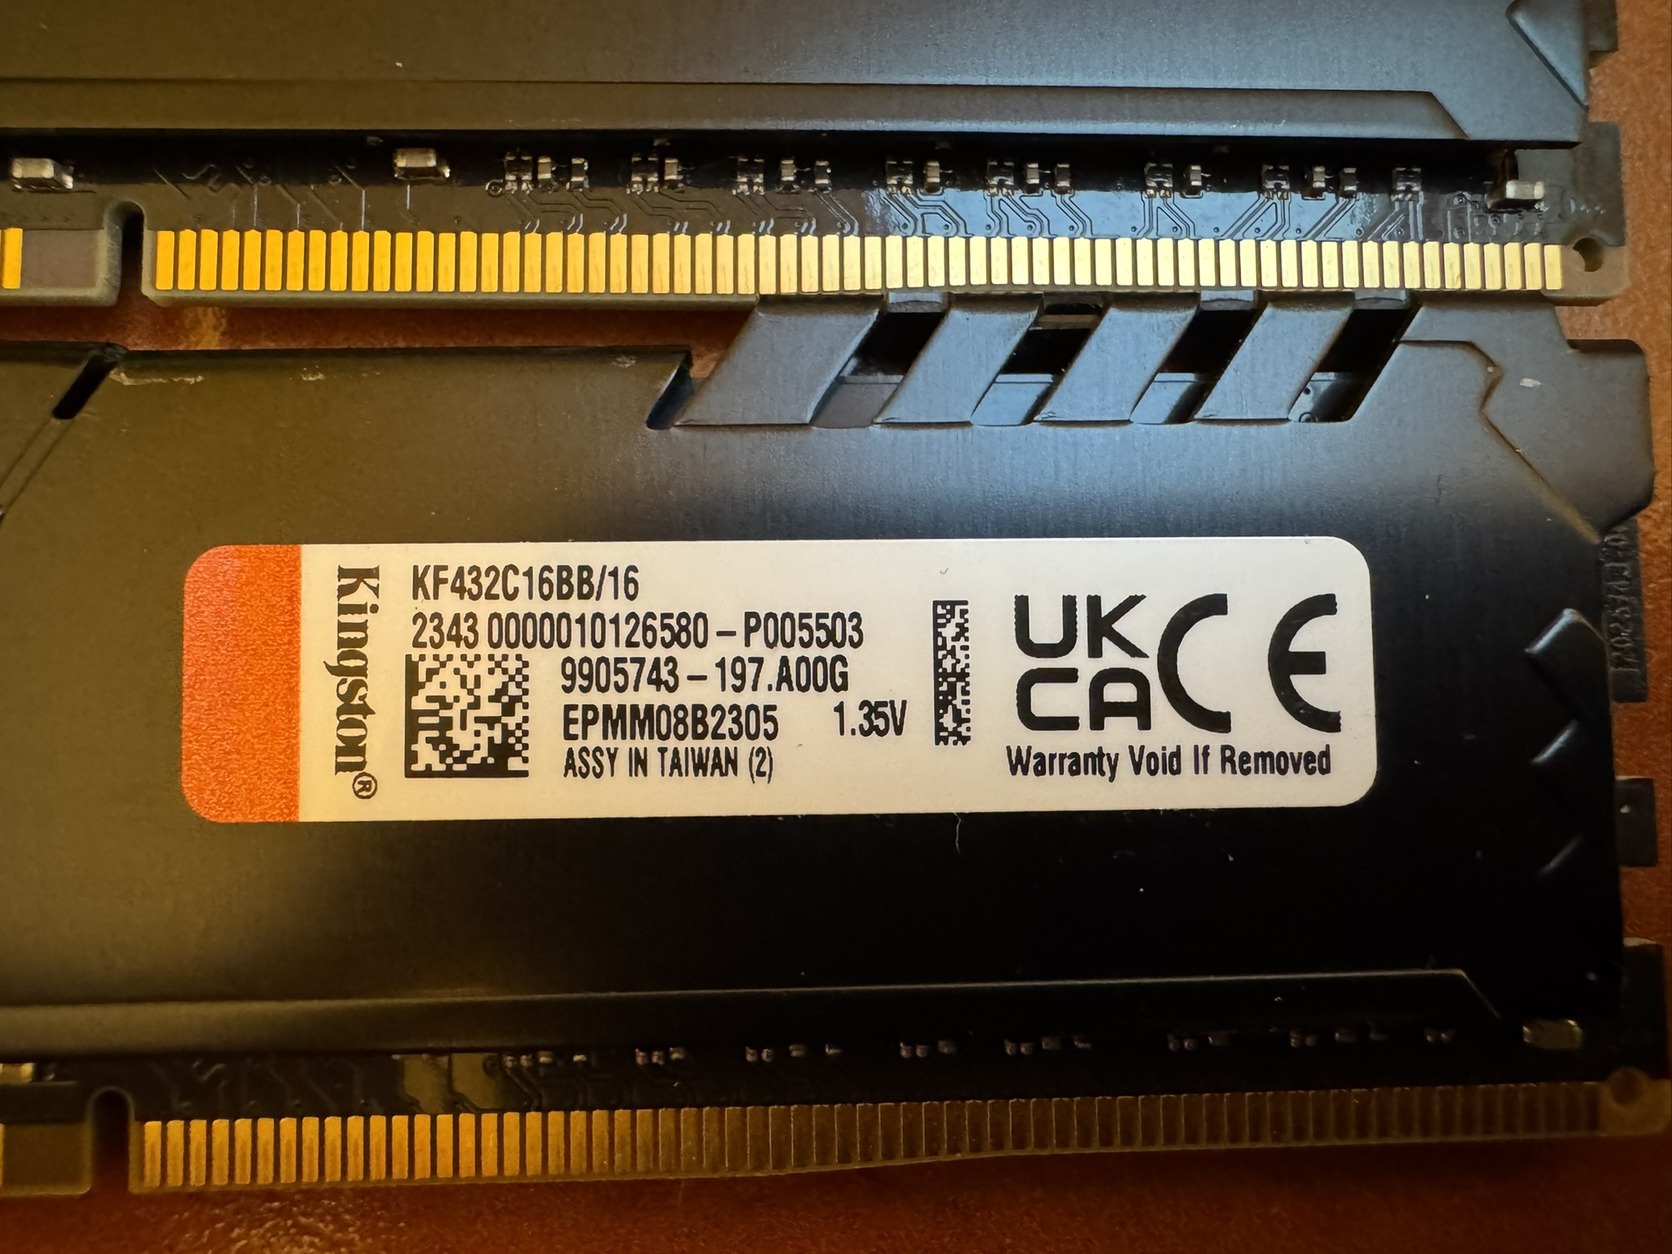 Kingston®
KF432C16BB/16
2343 0000010126580 – P005503
9905743 – 197.A00G
EPMM08B2305 1.35V
ASSY IN TAIWAN (2)
UK
CA
CE
Warranty Void If Removed